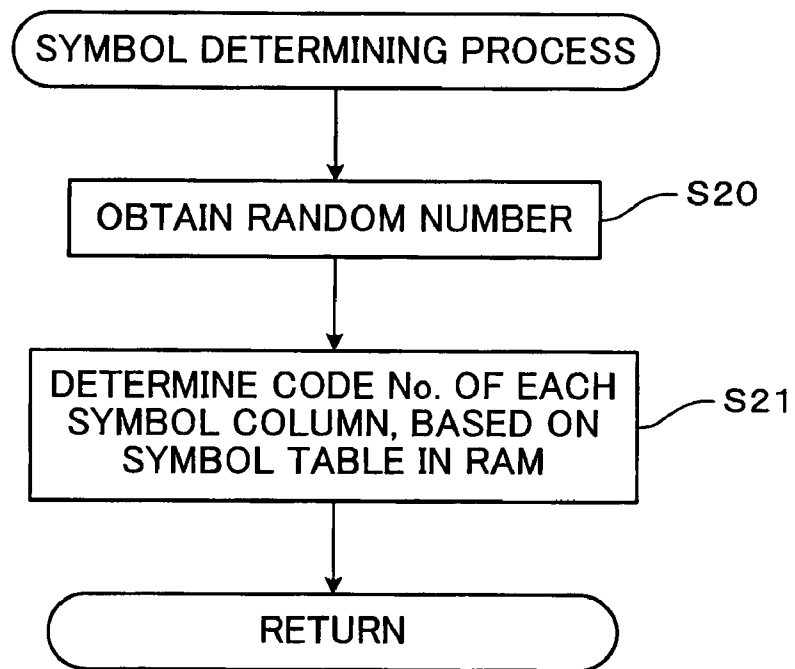 SYMBOL DETERMINING PROCESS
OBTAIN RANDOM NUMBER
S20
DETERMINE CODE No. OF EACH
SYMBOL COLUMN, BASED ON
SYMBOL TABLE IN RAM
S21
RETURN